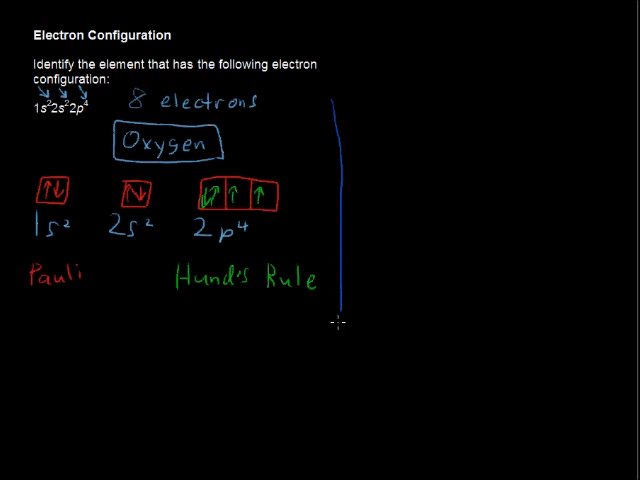 Electron Configuration
Identify the element that has the following electron
configuration:
1s²2s²2p⁴ 8 electrons
Oxygen
1s² 2s² 2p⁴
Pauli Hund's Rule